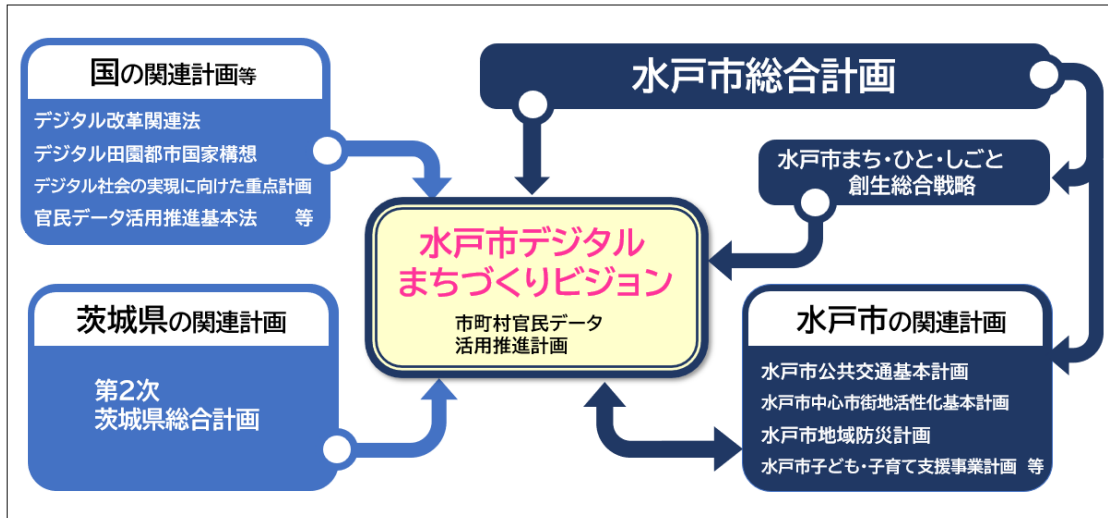 国の関連計画等
デジタル改革関連法
デジタル田園都市国家構想
デジタル社会の実現に向けた重点計画
官民データ活用推進基本法　等
水戸市総合計画
水戸市まち・ひと・しごと
創生総合戦略
水戸市デジタル
まちづくりビジョン
市町村官民データ
活用推進計画
茨城県の関連計画
第2次
茨城県総合計画
水戸市の関連計画
水戸市公共交通基本計画
水戸市中心市街地活性化基本計画
水戸市地域防災計画
水戸市子ども・子育て支援事業計画　等